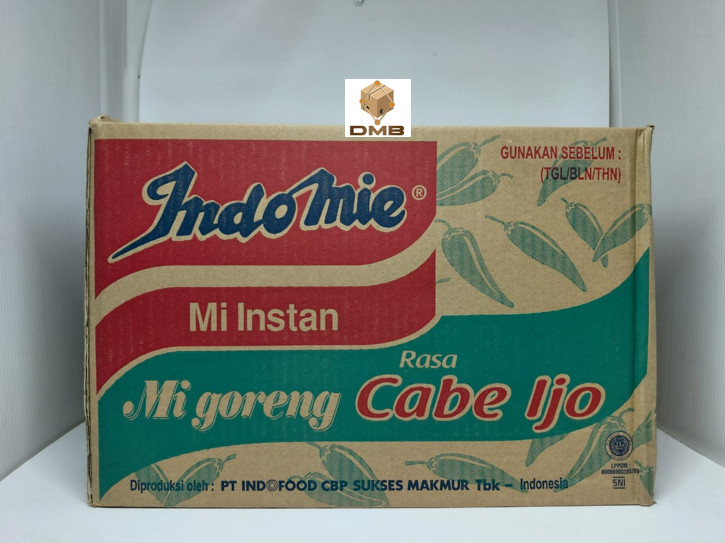 DMB
GUNAKAN SEBELUM :
(TGL/BLN/THN)
Indomie®
Mi Instan
Rasa
Mi goreng Cabe Ijo
LPPOM :
SNI
Diproduksi oleh : PT INDOFOOD CBP SUKSES MAKMUR Tbk – Indonesia